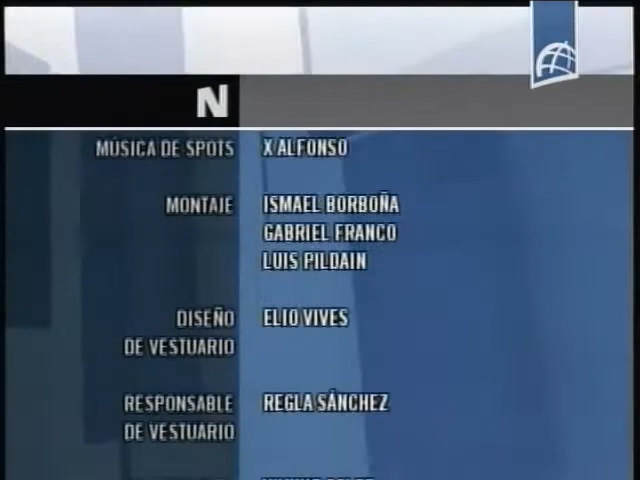 N
MÚSICA DE SPOTS X ALFONSO
MONTAJE ISMAEL BORBOÑA
GABRIEL FRANCO
LUIS PILDAIN
DISEÑO ELIO VIVES
DE VESTUARIO
RESPONSABLE REGLA SÁNCHEZ
DE VESTUARIO